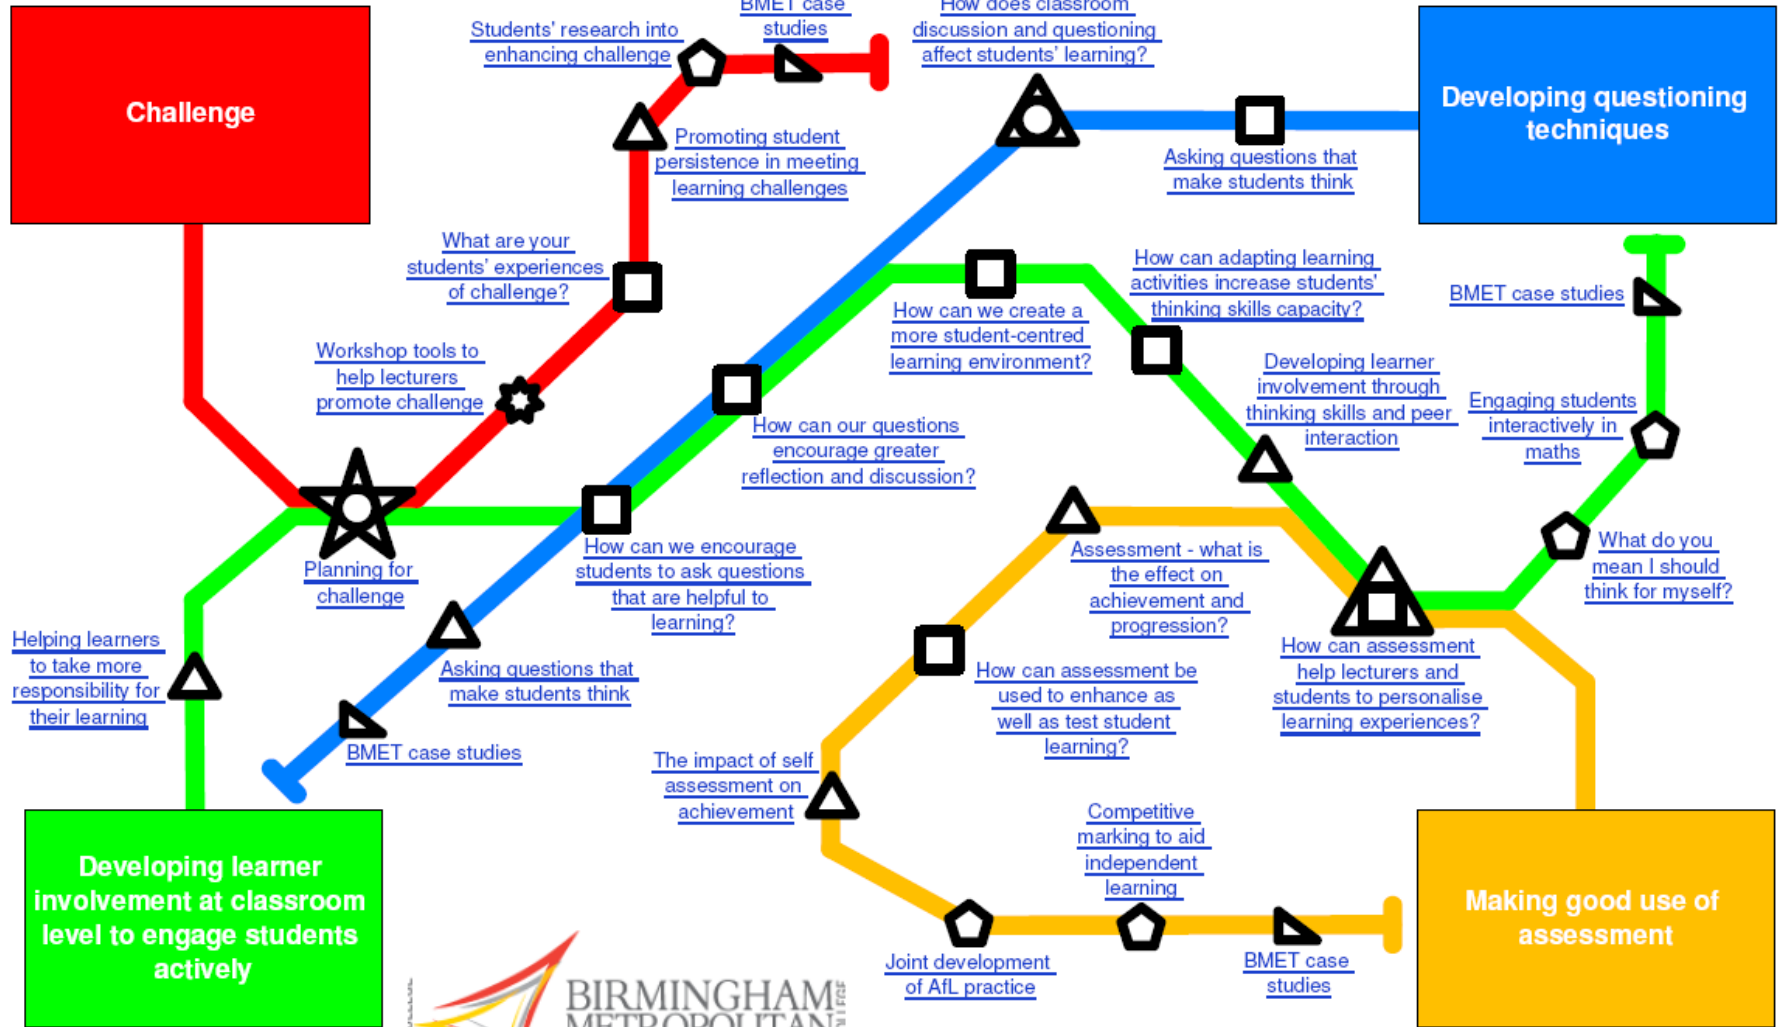 Challenge
Students' research into
enhancing challenge
BMET case
studies
How does classroom
discussion and questioning
affect students' learning?
Developing questioning
techniques
Promoting student
persistence in meeting
learning challenges
Asking questions that
make students think
What are your
students' experiences
of challenge?
How can we create a
more student-centred
learning environment?
How can adapting learning
activities increase students'
thinking skills capacity?
BMET case studies
Workshop tools to
help lecturers
promote challenge
How can our questions
encourage greater
reflection and discussion?
Developing learner
involvement through
thinking skills and peer
interaction
Engaging students
interactively in
maths
Planning for
challenge
How can we encourage
students to ask questions
that are helpful to
learning?
Assessment - what is
the effect on
achievement and
progression?
What do you
mean I should
think for myself?
Helping learners
to take more
responsibility for
their learning
Asking questions that
make students think
How can assessment be
used to enhance as
well as test student
learning?
How can assessment
help lecturers and
students to personalise
learning experiences?
BMET case studies
The impact of self
assessment on
achievement
Competitive
marking to aid
independent
learning
Developing learner
involvement at classroom
level to engage students
actively
Making good use of
assessment
Joint development
of AfL practice
BMET case
studies
BIRMINGHAM
METROPOLITAN